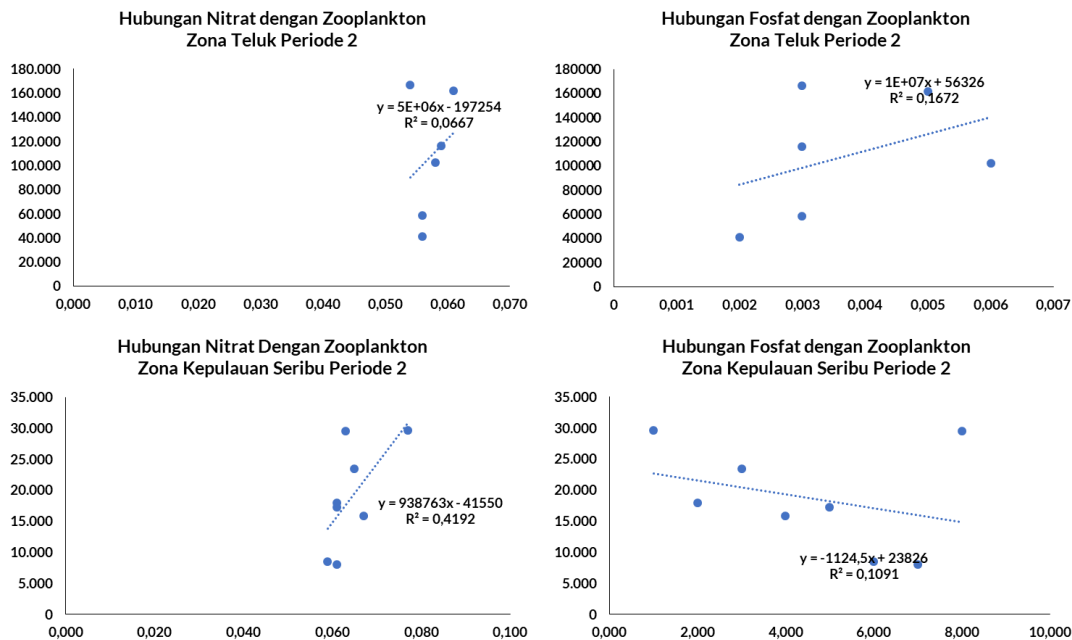 Hubungan Nitrat dengan Zooplankton
Zona Teluk Periode 2
180.000
160.000
140.000
120.000
100.000
80.000
60.000
40.000
20.000
0
y = 5E+06x - 197254
R² = 0,0667
0,000 0,010 0,020 0,030 0,040 0,050 0,060 0,070
Hubungan Fosfat dengan Zooplankton
Zona Teluk Periode 2
180000
160000
140000
120000
100000
80000
60000
40000
20000
0
y = 1E+07x + 56326
R² = 0,1672
0 0,001 0,002 0,003 0,004 0,005 0,006 0,007
Hubungan Nitrat Dengan Zooplankton
Zona Kepulauan Seribu Periode 2
35.000
30.000
25.000
20.000
15.000
10.000
5.000
0
y = 938763x - 41550
R² = 0,4192
0,000 0,020 0,040 0,060 0,080 0,100
Hubungan Fosfat dengan Zooplankton
Zona Kepulauan Seribu Periode 2
35.000
30.000
25.000
20.000
15.000
10.000
5.000
0
y = -1124,5x + 23826
R² = 0,1091
0,000 2,000 4,000 6,000 8,000 10,000